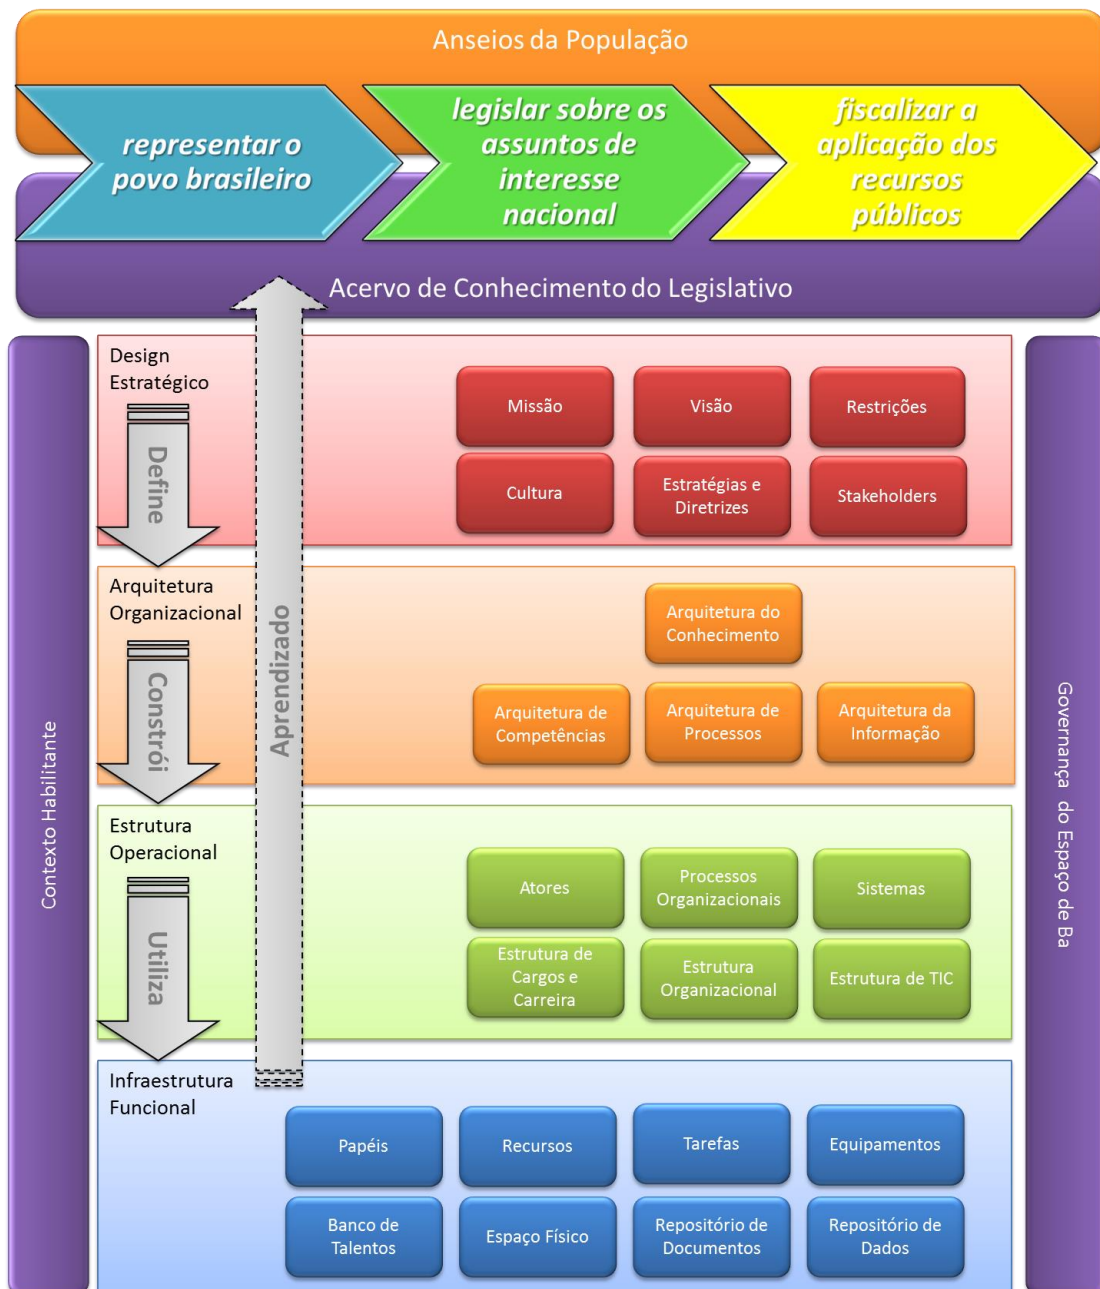 Anseios da População
representar o
povo brasileiro
legislar sobre os
assuntos de
interesse
nacional
fiscalizar a
aplicação dos
recursos
públicos
Acervo de Conhecimento do Legislativo
Contexto Habilitante
Design
Estratégico
Define
Missão
Visão
Restrições
Cultura
Estratégias e
Diretrizes
Stakeholders
Arquitetura
Organizacional
Constrói
Aprendizado
Arquitetura do
Conhecimento
Arquitetura de
Competências
Arquitetura de
Processos
Arquitetura da
Informação
Estrutura
Operacional
Utiliza
Atores
Processos
Organizacionais
Sistemas
Estrutura de
Cargos e
Carreira
Estrutura
Organizacional
Estrutura de TIC
Infraestrutura
Funcional
Papéis
Recursos
Tarefas
Equipamentos
Banco de
Talentos
Espaço Físico
Repositório de
Documentos
Repositório de
Dados
Governança do Espaço de Ba